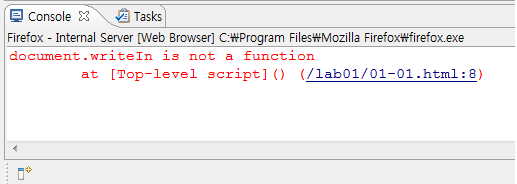 Console Tasks
Firefox - Internal Server [Web Browser] C:₩Program Files₩Mozilla Firefox₩firefox.exe
document.writeIn is not a function
at [Top-level script]() (/lab01/01-01.html:8)